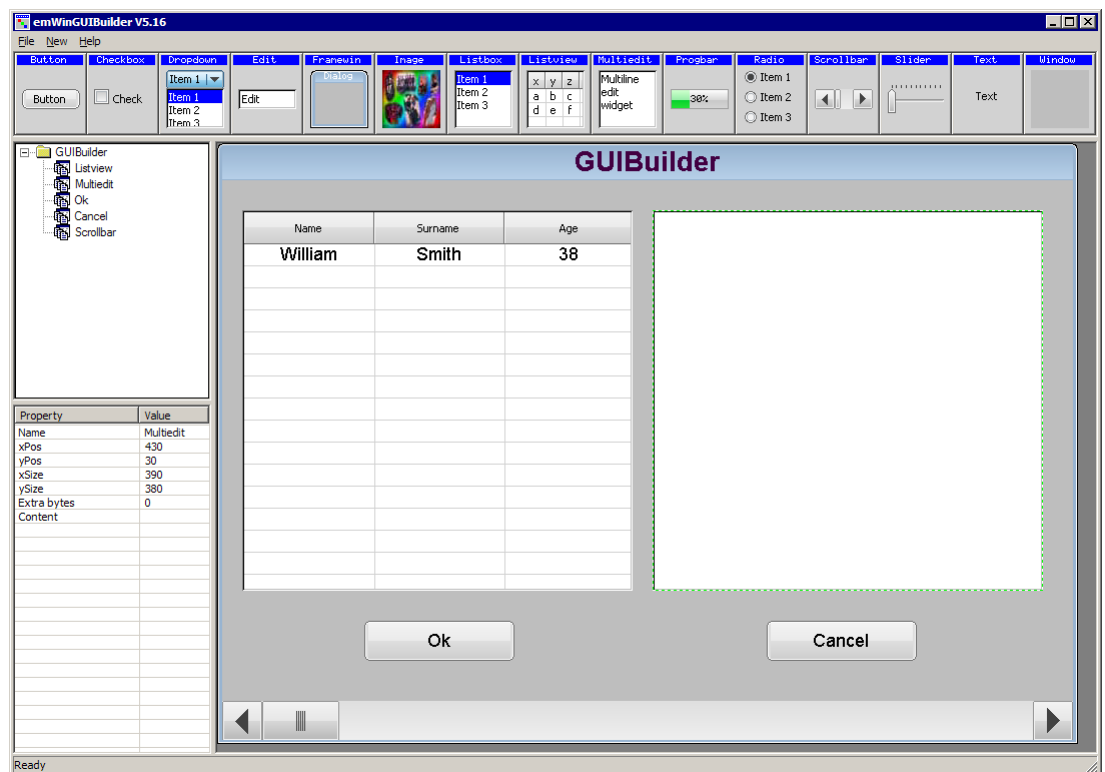 emWinGUIBuilder V5.16
File New Help
Button Checkbox Dropdown Edit Framewin Image Listbox Listview Multiedit Progbar Radio Scrollbar Slider Text Window
Button
Check
Item 1
Item 1
Item 2
Item 3
Edit
Dialog
Item 1
Item 2
Item 3
x y z
a b c
d e f
Multiline
edit
widget
30%
Item 1
Item 2
Item 3
Text
GUIBuilder
Listview
Multiedit
Ok
Cancel
Scrollbar
Property Value
Name Multiedit
xPos 430
yPos 30
xSize 390
ySize 380
Extra bytes 0
Content
GUIBuilder
Name Surname Age
William Smith 38
Ok
Cancel
Ready